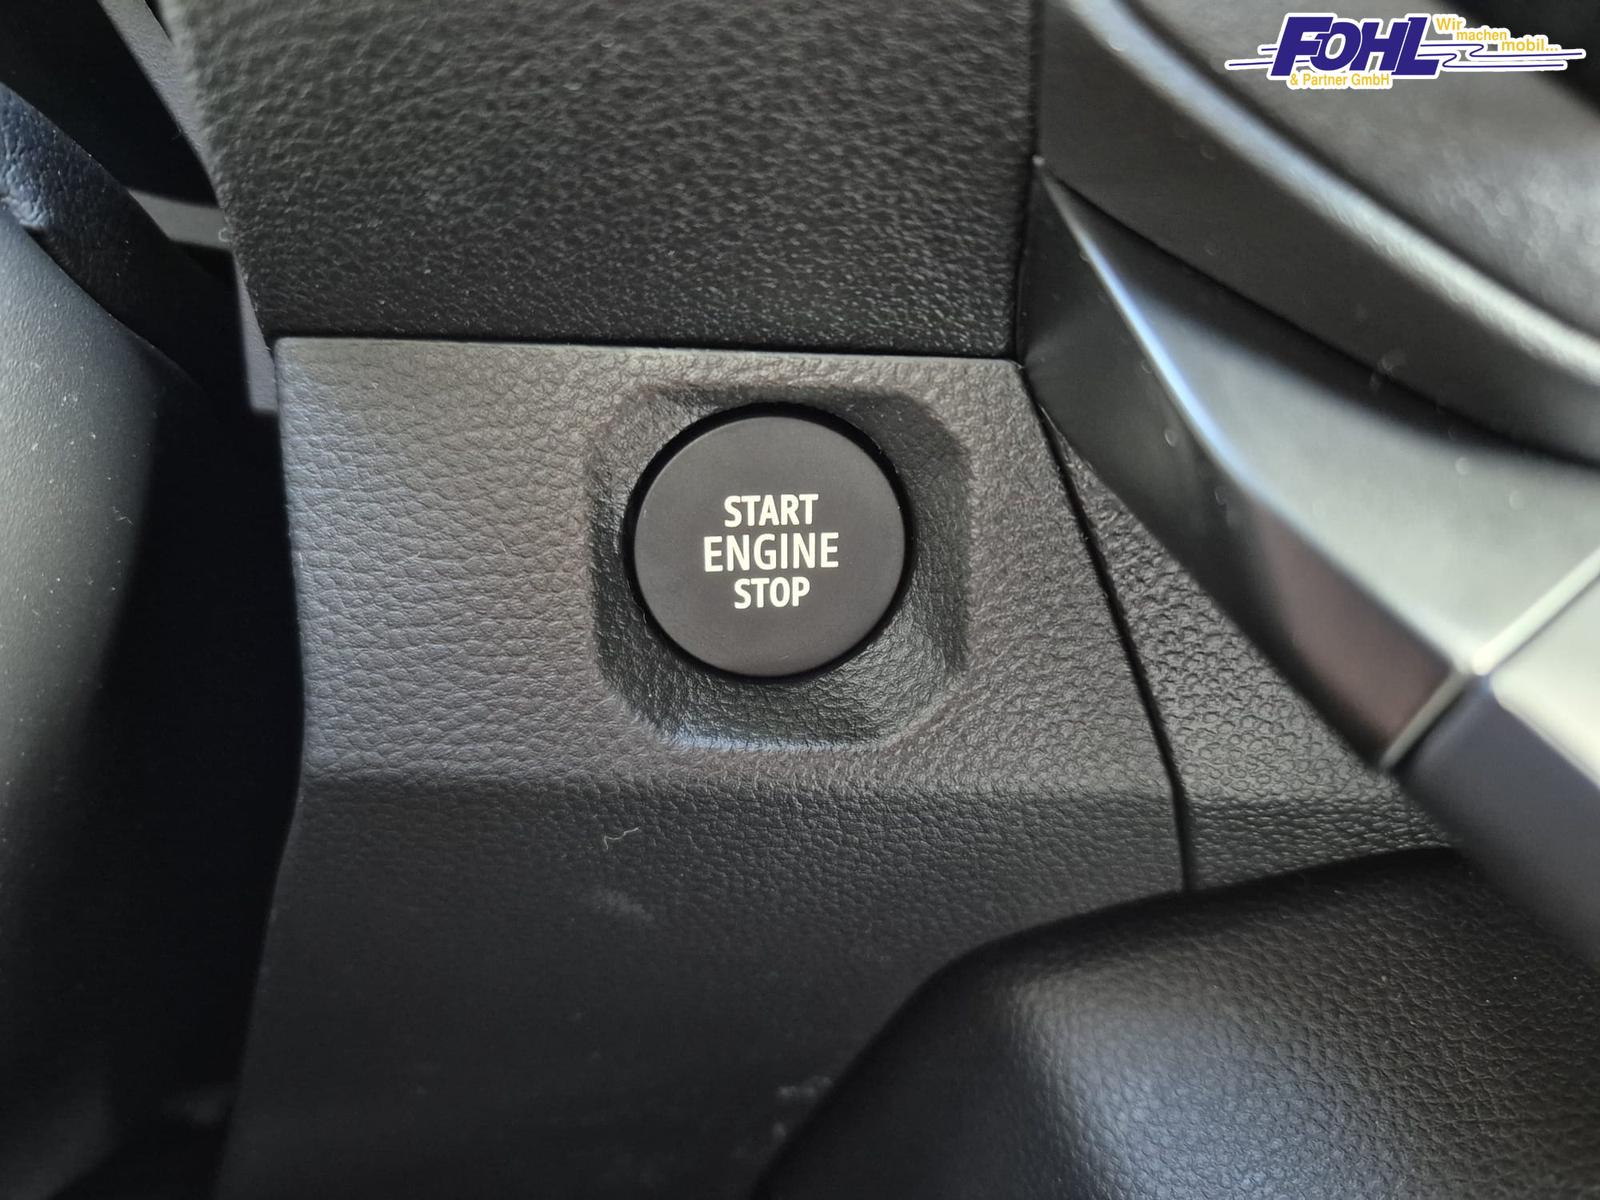 FOHL
Wir
machen
mobil...
& Partner GmbH
START
ENGINE
STOP